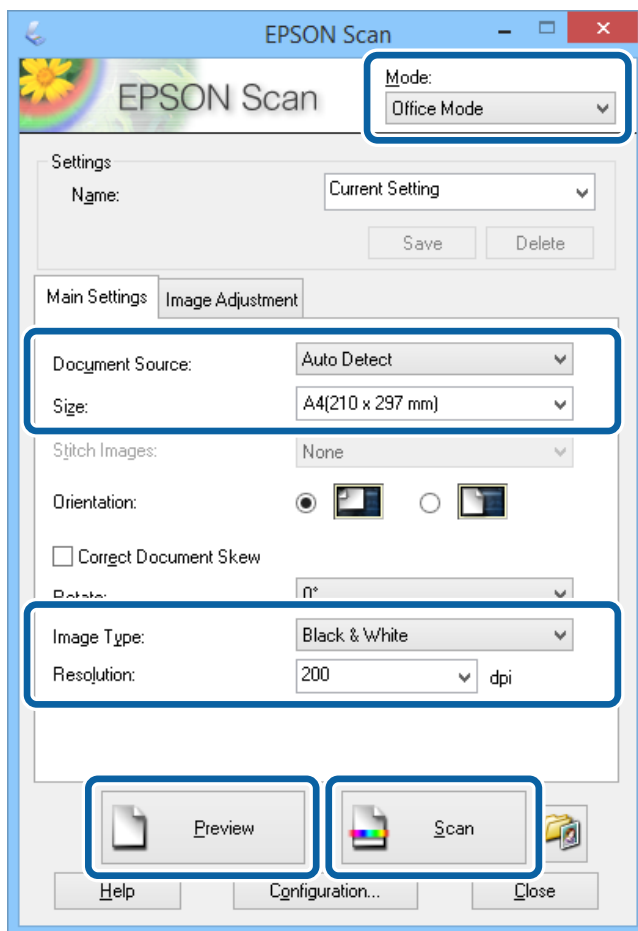 EPSON Scan
EPSON Scan
Mode:
Office Mode
Settings
Name:
Current Setting
Save
Delete
Main Settings
Image Adjustment
Document Source:
Auto Detect
Size:
A4(210 x 297 mm)
Stitch Images:
None
Orientation:
Correct Document Skew
Rotate:
0°
Image Type:
Black & White
Resolution:
200
dpi
Preview
Scan
Help
Configuration...
Close